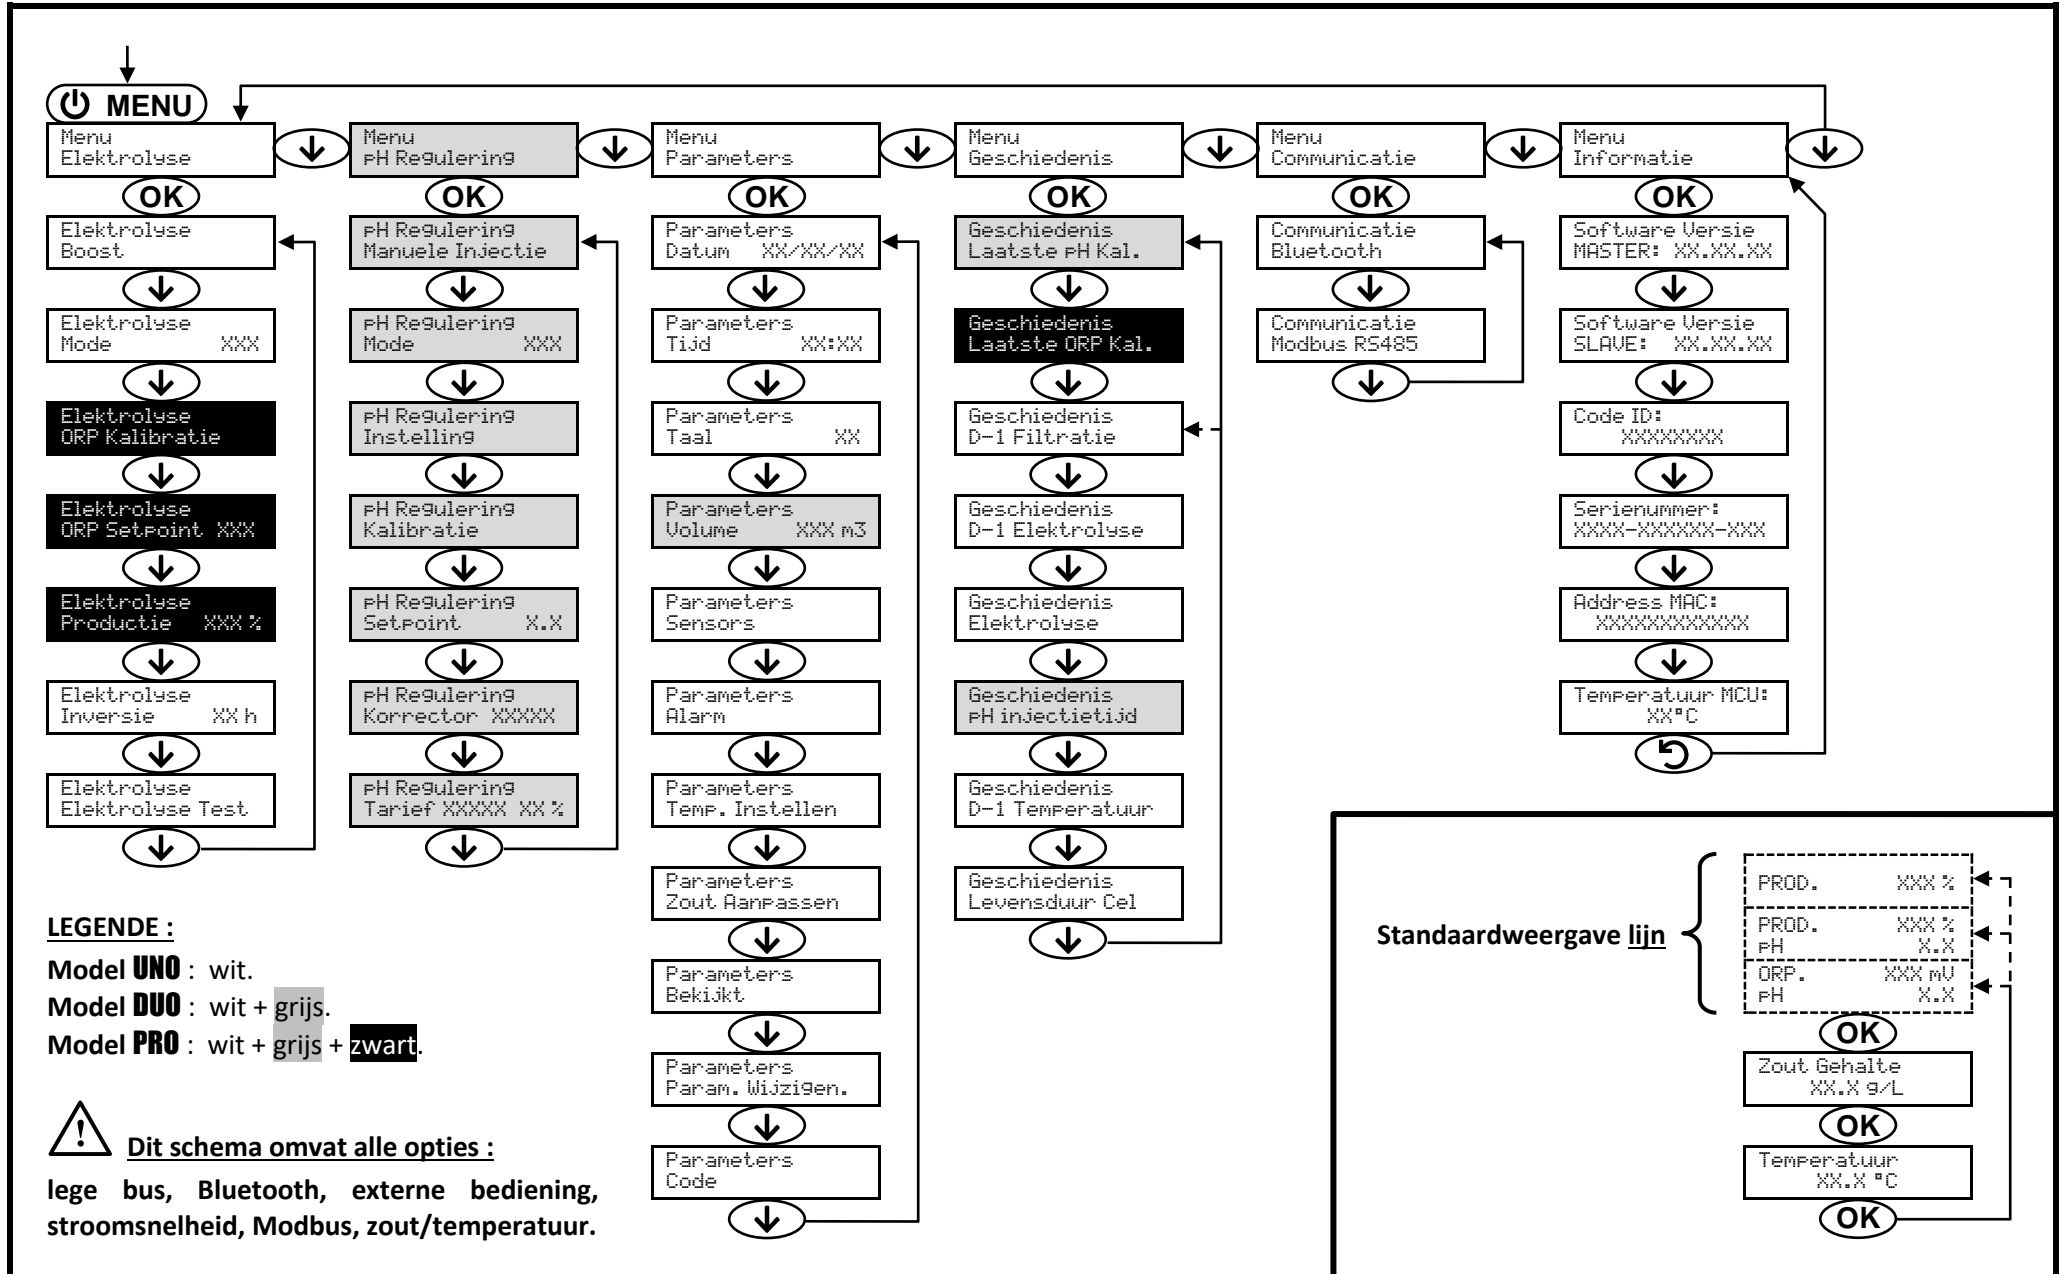 MENU
Menu
Elektrolyse
OK
Elektrolyse
Boost
Elektrolyse
Mode XXX
Elektrolyse
ORP Kalibratie
Elektrolyse
ORP Setpoint XXX
Elektrolyse
Productie XXX %
Elektrolyse
Inversie XX h
Elektrolyse
Elektrolyse Test
Menu
pH Regulering
OK
pH Regulering
Manuele Injectie
pH Regulering
Mode XXX
pH Regulering
Instelling
pH Regulering
Kalibratie
pH Regulering
Setpoint X.X
pH Regulering
Korrector XXXXX
pH Regulering
Tarief XXXXX XX %
Menu
Parameters
OK
Parameters
Datum XX/XX/XX
Parameters
Tijd XX:XX
Parameters
Taal XX
Parameters
Volume XXX m3
Parameters
Sensors
Parameters
Alarm
Parameters
Temp. Instellen
Parameters
Zout Aanpassen
Parameters
Bekijkt
Parameters
Param. Wijzigen.
Parameters
Code
Menu
Geschiedenis
OK
Geschiedenis
Laatste pH Kal.
Geschiedenis
Laatste ORP Kal.
Geschiedenis
D-1 Filtratie
Geschiedenis
D-1 Elektrolyse
Geschiedenis
Elektrolyse
Geschiedenis
pH injectietijd
Geschiedenis
D-1 Temperatuur
Geschiedenis
Levensduur Cel
Menu
Communicatie
OK
Communicatie
Bluetooth
Communicatie
Modbus RS485
Menu
Informatie
OK
Software Versie
MASTER: XX.XX.XX
Software Versie
SLAVE: XX.XX.XX
Code ID:
XXXXXXXX
Serienummer:
XXXX-XXXXXX-XXX
Address MAC:
XXXXXXXXXXXX
Temperatuur MCU:
XX°C
LEGENDE :
Model UNO : wit.
Model DUO : wit + grijs.
Model PRO : wit + grijs + zwart.
! Dit schema omvat alle opties :
lege bus, Bluetooth, externe bediening,
stroomsnelheid, Modbus, zout/temperatuur.
Standaardweergave lijn
PROD. XXX %
PROD. XXX %
pH X.X
ORP. XXX mV
pH X.X
OK
Zout Gehalte
XX.X g/L
OK
Temperatuur
XX.X °C
OK